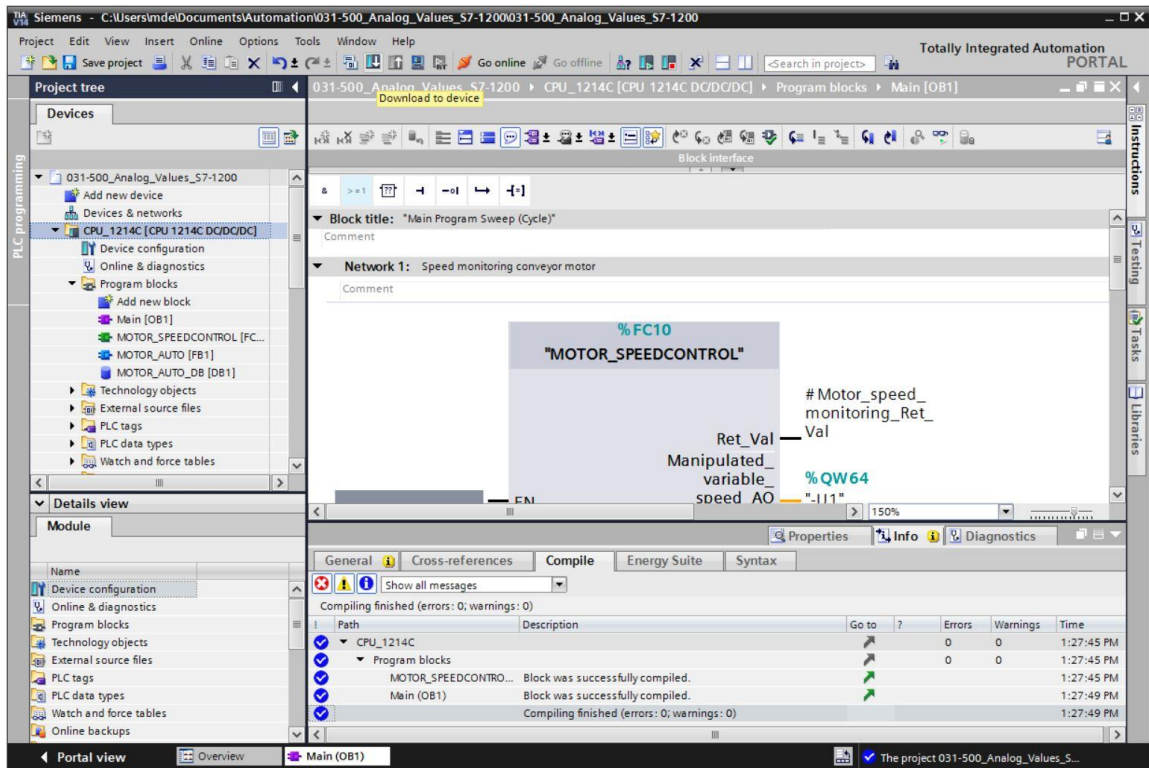 TIA V14 Siemens - C:\Users\mde\Documents\Automation\031-500_Analog_Values_S7-1200\031-500_Analog_Values_S7-1200
Project Edit View Insert Online Options Tools Window Help
Totally Integrated Automation
PORTAL
Save project Go online Go offline <Search in project>
Project tree
031-500_Analog_Values_S7-1200 CPU_1214C [CPU 1214C DC/DC/DC] Program blocks Main [OB1]
Download to device
Devices
Block interface
PLC programming
031-500_Analog_Values_S7-1200
Add new device
Devices & networks
CPU_1214C [CPU 1214C DC/DC/DC]
Device configuration
Online & diagnostics
Program blocks
Add new block
Main [OB1]
MOTOR_SPEEDCONTROL [FC...
MOTOR_AUTO [FB1]
MOTOR_AUTO_DB [DB1]
Technology objects
External source files
PLC tags
PLC data types
Watch and force tables
& >=1 ??
Block title: "Main Program Sweep (Cycle)"
Comment
Network 1: Speed monitoring conveyor motor
Comment
%FC10
"MOTOR_SPEEDCONTROL"
#Motor_speed_
monitoring_Ret_
Val
Ret_Val
Manipulated_
variable_
speed_AO
%QW64
"-U1"
EN
150%
Instructions
Testing
Tasks
Libraries
Details view
Module
Name
Device configuration
Online & diagnostics
Program blocks
Technology objects
External source files
PLC tags
PLC data types
Watch and force tables
Online backups
Properties Info Diagnostics
General Cross-references Compile Energy Suite Syntax
Show all messages
Compiling finished (errors: 0; warnings: 0)
! Path Description Go to ? Errors Warnings Time
CPU_1214C 0 0 1:27:45 PM
Program blocks 0 0 1:27:45 PM
MOTOR_SPEEDCONTRO... Block was successfully compiled. 1:27:45 PM
Main (OB1) Block was successfully compiled. 1:27:49 PM
Compiling finished (errors: 0; warnings: 0) 1:27:49 PM
Portal view Overview Main (OB1) The project 031-500_Analog_Values_S...